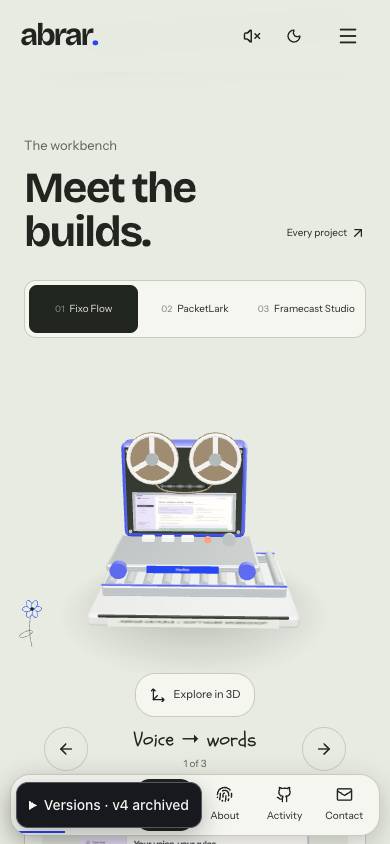 abrar.
The workbench
Meet the
builds.
Every project
01 Fixo Flow
02 PacketLark
03 Framecast Studio
Explore in 3D
Voice → words
1 of 3
Versions · v4 archived
About
Activity
Contact